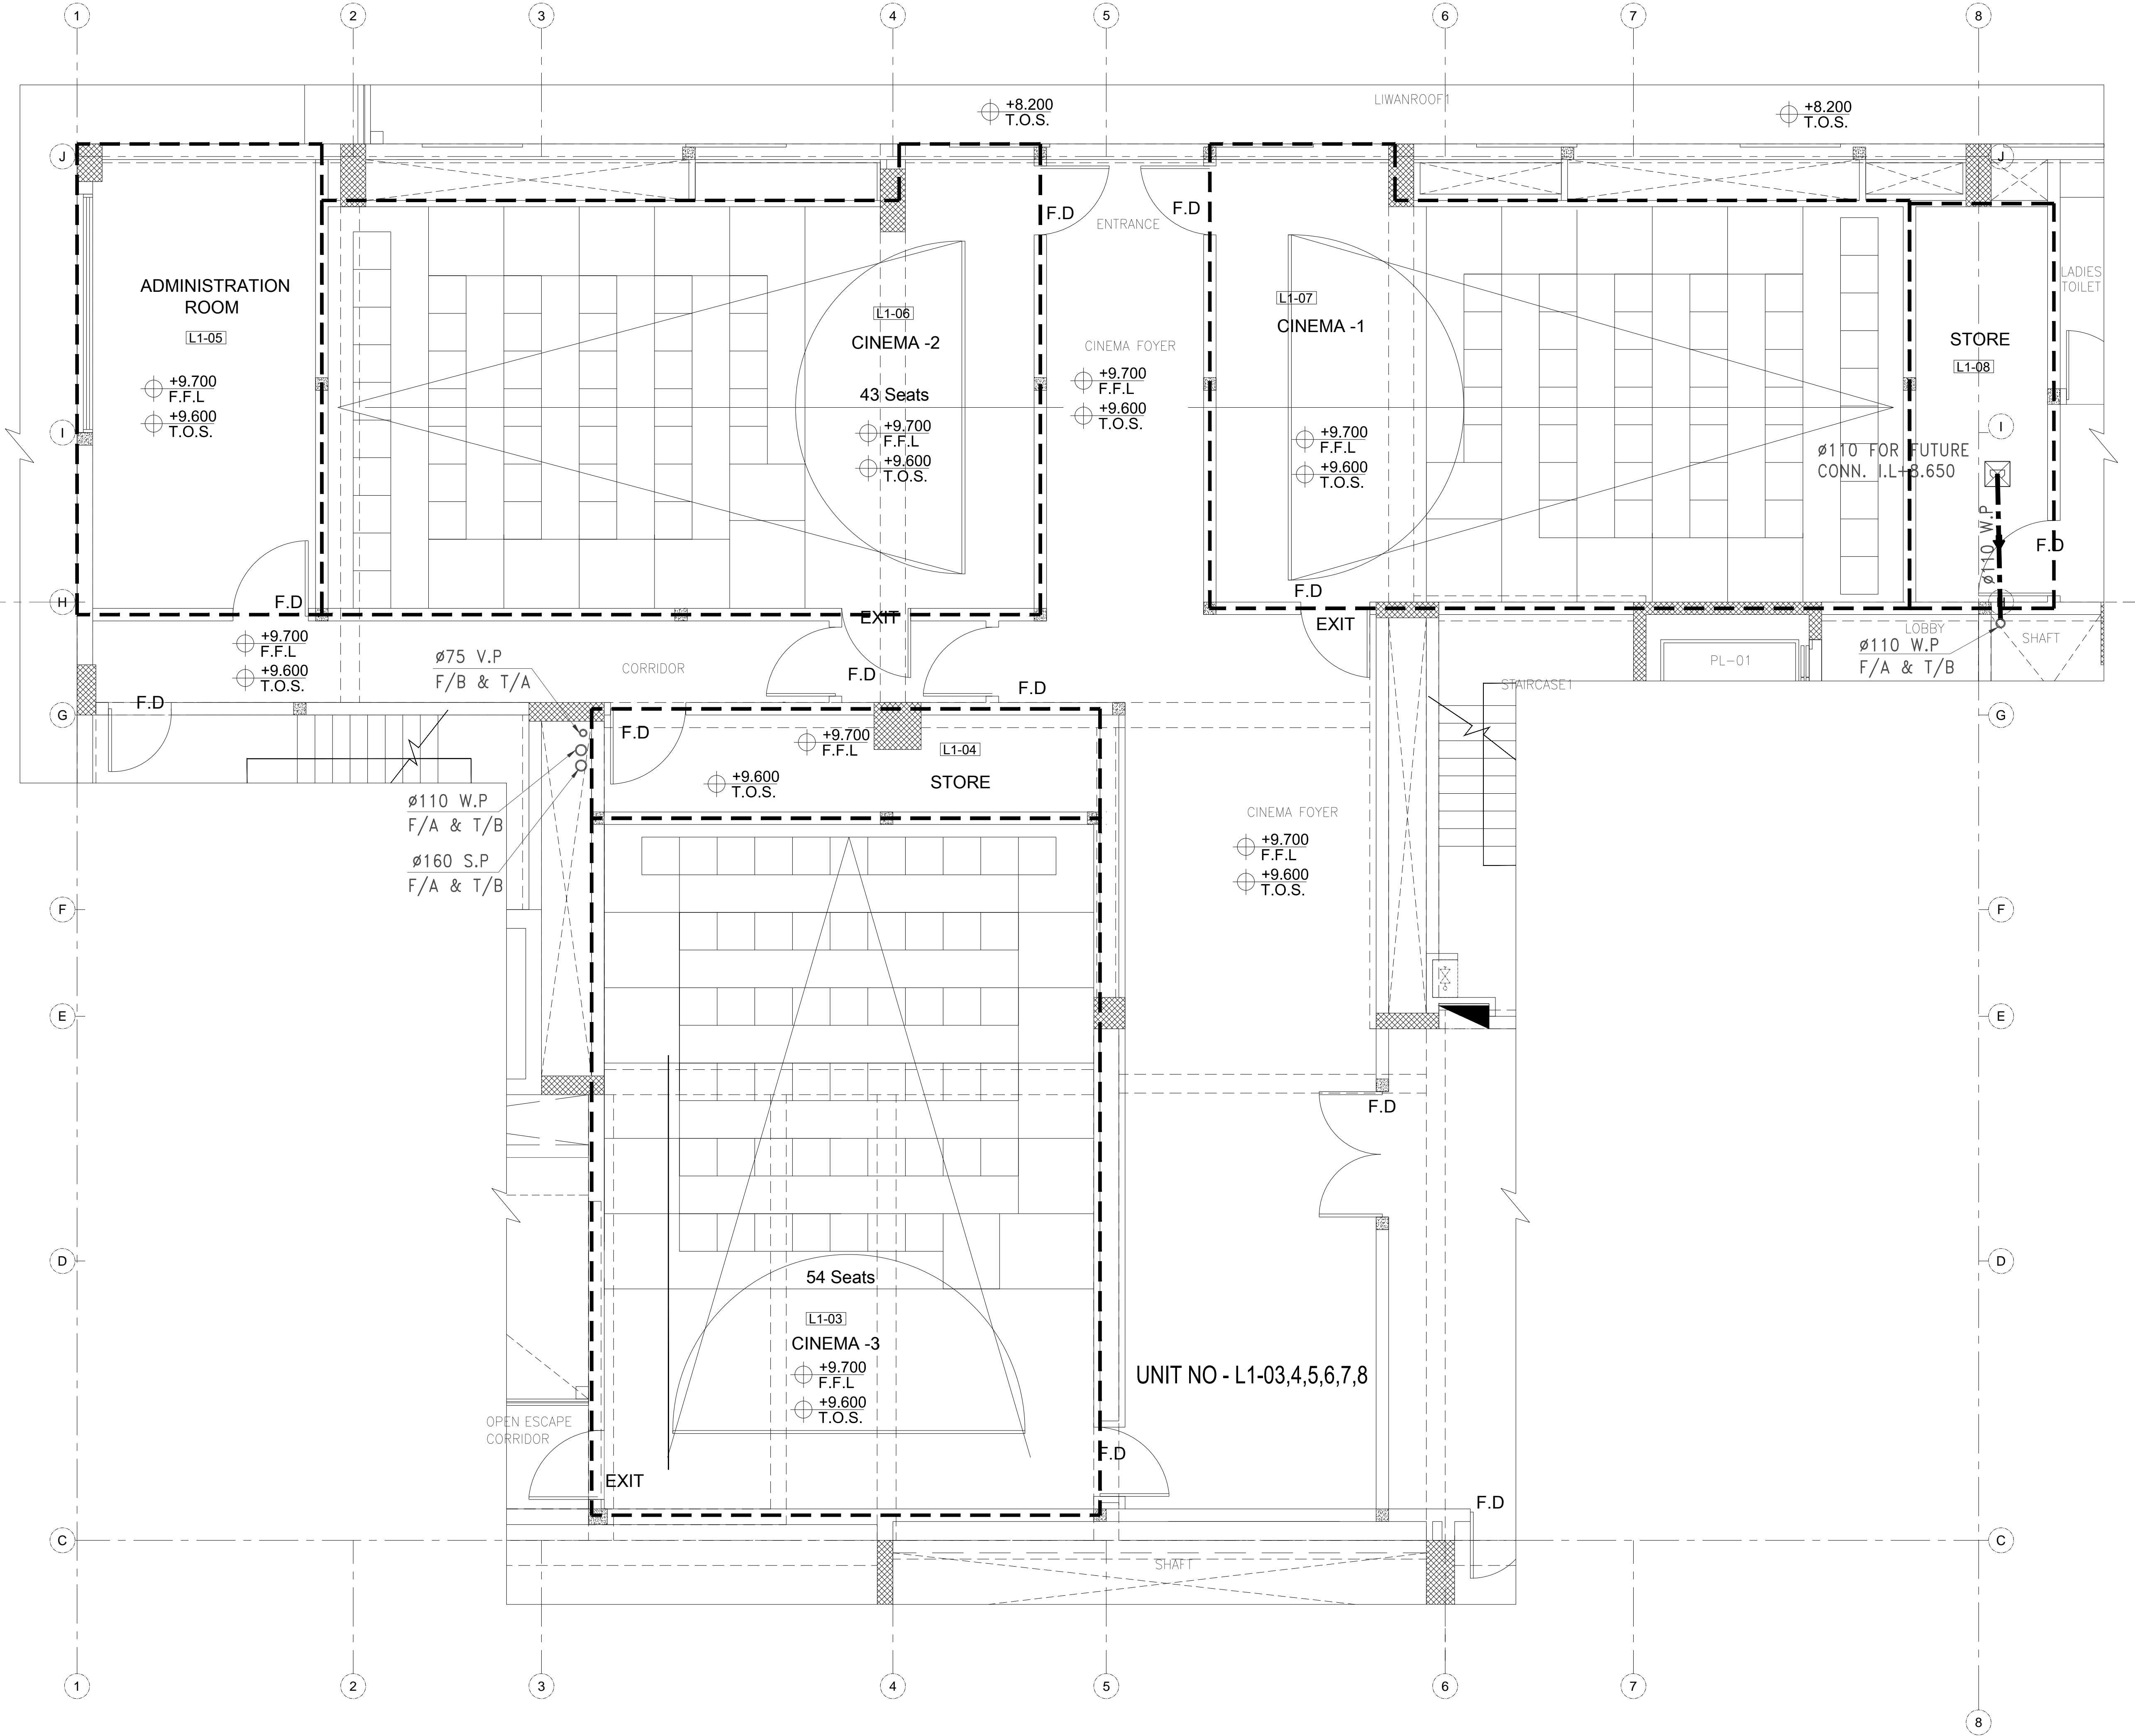 1 2 3 4 5 6 7 8
LIWANROOF1
+8.200
T.O.S.
+8.200
T.O.S.
J
J
F.D
F.D
ENTRANCE
ADMINISTRATION
ROOM
L1-05
+9.700
F.F.L
+9.600
T.O.S.
L1-06
CINEMA -2
43 Seats
+9.700
F.F.L
+9.600
T.O.S.
CINEMA FOYER
+9.700
F.F.L
+9.600
T.O.S.
L1-07
CINEMA -1
+9.700
F.F.L
+9.600
T.O.S.
STORE
L1-08
LADIES
TOILET
I
I
ø110 FOR FUTURE
CONN. I.L+8.650
ø110 W.P
F.D
H
F.D
EXIT
F.D
EXIT
+9.700
F.F.L
+9.600
T.O.S.
ø75 V.P
F/B & T/A
CORRIDOR
F.D
F.D
STAIRCASE1
PL-01
LOBBY
ø110 W.P
F/A & T/B
SHAFT
G
G
F.D
F.D
+9.700
F.F.L
L1-04
+9.600
T.O.S.
STORE
ø110 W.P
F/A & T/B
ø160 S.P
F/A & T/B
CINEMA FOYER
+9.700
F.F.L
+9.600
T.O.S.
F
F
E
E
F.D
D
D
54 Seats
L1-03
CINEMA -3
+9.700
F.F.L
+9.600
T.O.S.
UNIT NO - L1-03,4,5,6,7,8
OPEN ESCAPE
CORRIDOR
EXIT
F.D
F.D
C
C
SHAFT
1 2 3 4 5 6 7 8